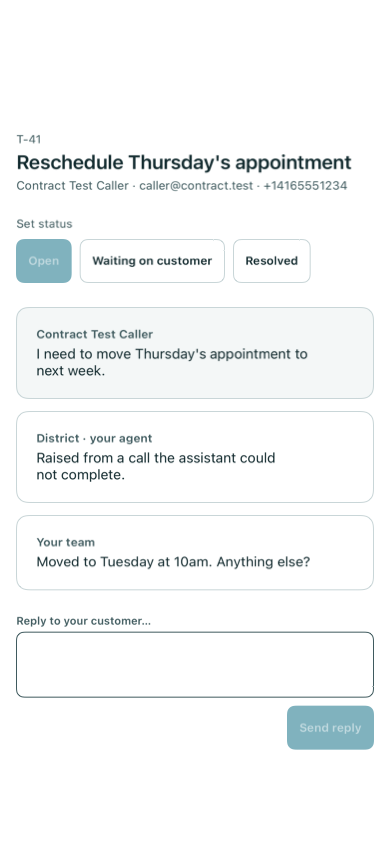 T-41
Reschedule Thursday's appointment
Contract Test Caller · caller@contract.test · +14165551234
Set status
Open
Waiting on customer
Resolved
Contract Test Caller
I need to move Thursday's appointment to
next week.
District · your agent
Raised from a call the assistant could
not complete.
Your team
Moved to Tuesday at 10am. Anything else?
Reply to your customer...
Send reply